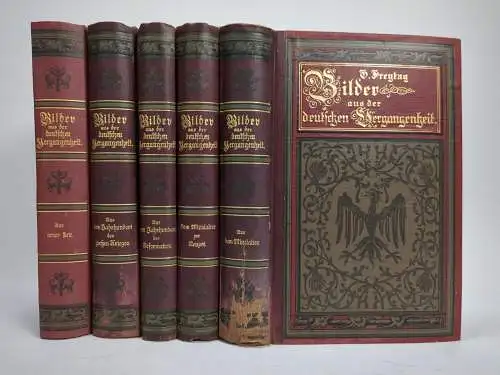 Bilder
aus der
deutschen
Vergangenheit.
Aus
neuer Zeit.
Bilder
aus der
deutschen
Vergangenheit.
Aus
dem Jahrhundert
des
großen Krieges.
Bilder
aus der
deutschen
Vergangenheit.
Aus
dem Jahrhundert
der
Reformation.
Bilder
aus der
deutschen
Vergangenheit.
Vom Mittelalter
zur
Neuzeit.
Bilder
aus der
deutschen
Vergangenheit.
Aus
dem Mittelalter.
G. Freytag
Bilder
aus der
deutschen Vergangenheit.